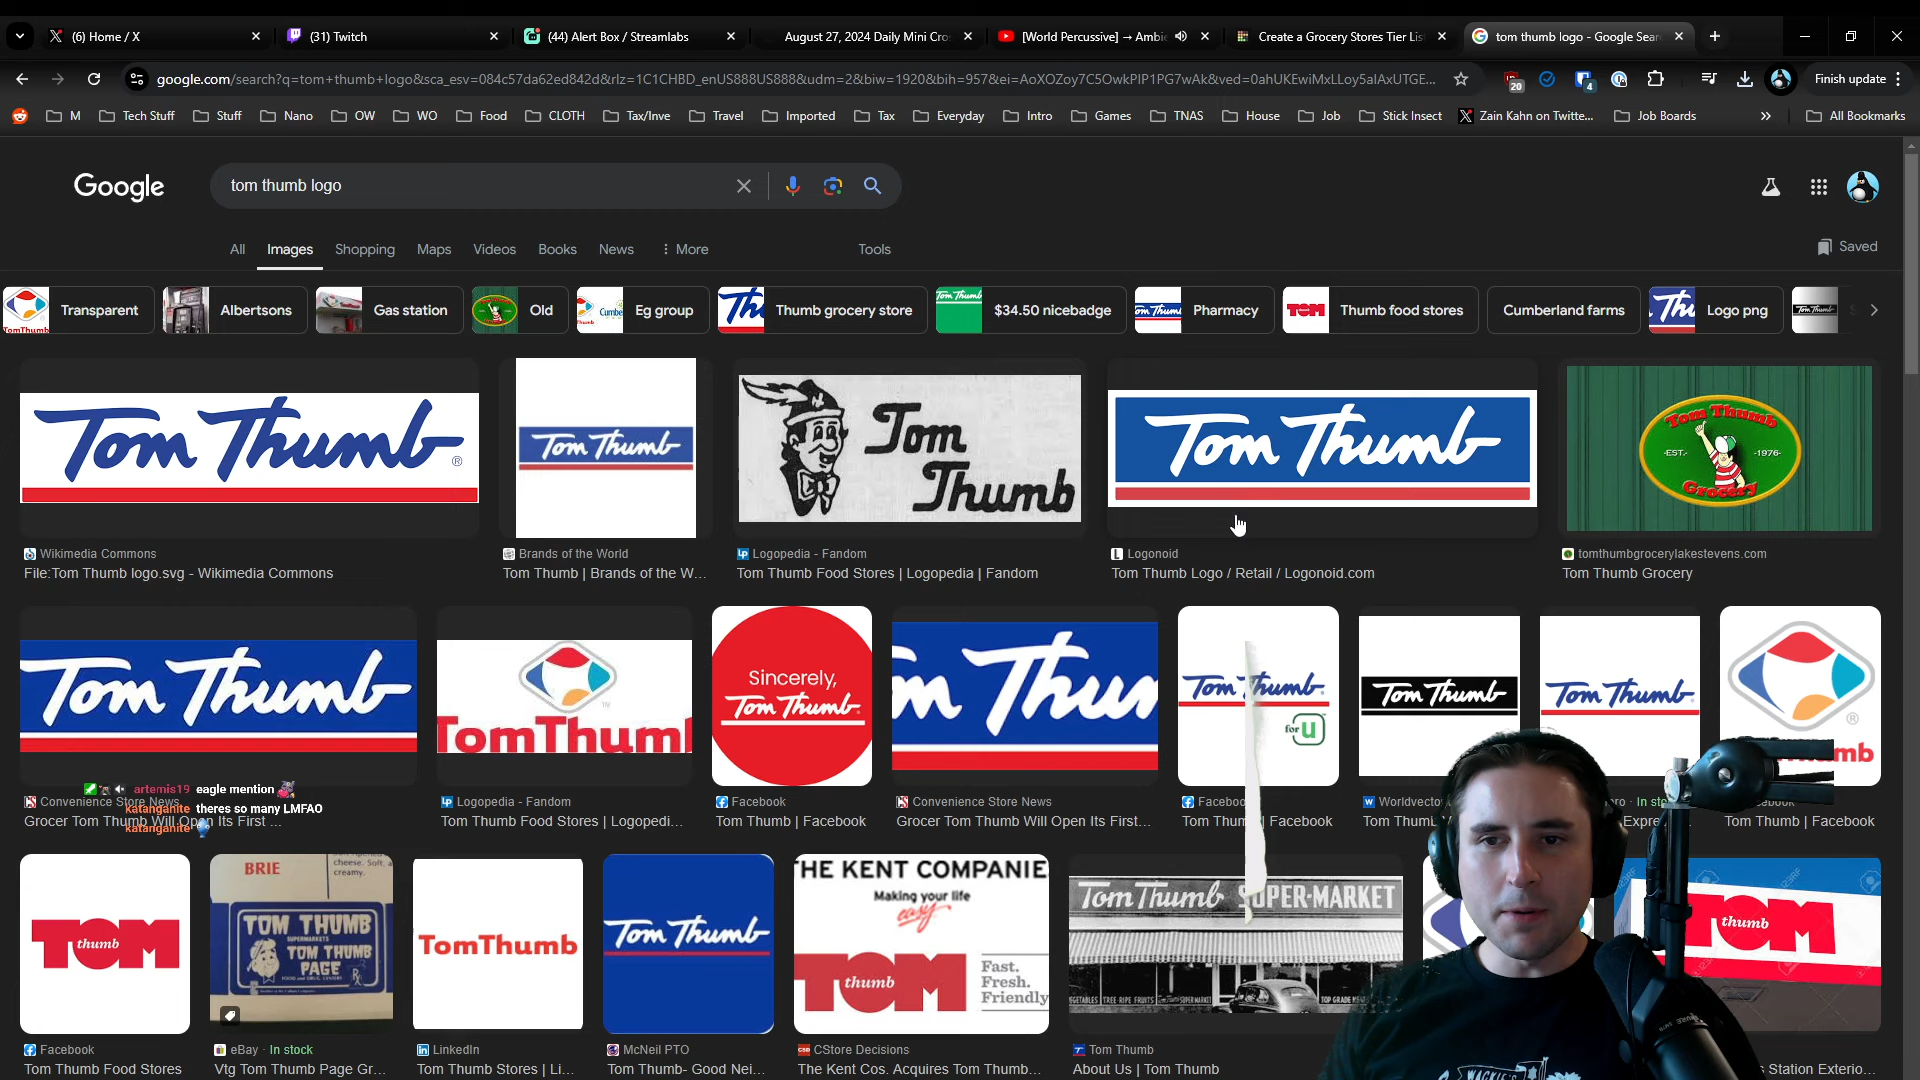 (6) Home / X
(31) Twitch
(44) Alert Box / Streamlabs
August 27, 2024 Daily Mini Cro
[World Percussive] → Ambie
Create a Grocery Stores Tier Lis
tom thumb logo - Google Sear
google.com/search?q=tom+thumb+logo&sca_esv=084c57da62ed842d&rlz=1C1CHBD_enUS888US888&udm=2&biw=1920&bih=957&ei=AoXOZoy7C5OwkPIP1PG7wAk&ved=0ahUKEwiMxLLoy5aIAxUTGE...
20
4
Finish update
M
Tech Stuff
Stuff
Nano
OW
WO
Food
CLOTH
Tax/Inve
Travel
Imported
Tax
Everyday
Intro
Games
TNAS
House
Job
Stick Insect
Zain Kahn on Twitte...
Job Boards
All Bookmarks
Google
tom thumb logo
All
Images
Shopping
Maps
Videos
Books
News
More
Tools
Saved
Transparent
Albertsons
Gas station
Old
Eg group
Thumb grocery store
$34.50 nicebadge
Pharmacy
Thumb food stores
Cumberland farms
Logo png
Tom Thumb ®
Tom Thumb
Tom
Thumb
Tom Thumb
Tom Thumb
-EST.- -1976-
Grocery
Wikimedia Commons
File:Tom Thumb logo.svg - Wikimedia Commons
Brands of the World
Tom Thumb | Brands of the W...
Logopedia - Fandom
Tom Thumb Food Stores | Logopedia | Fandom
Logonoid
Tom Thumb Logo / Retail / Logonoid.com
tomthumbgrocerylakestevens.com
Tom Thumb Grocery
Tom Thumb
TomThum
Sincerely,
Tom Thumb.
m Thum
Tom Thumb
for U
Tom Thumb
Tom Thumb
mb
artemis19 eagle mention
katanganite theres so many LMFAO
katanganite
Convenience Store News
Grocer Tom Thumb Will Open Its First ...
Logopedia - Fandom
Tom Thumb Food Stores | Logopedi...
Facebook
Tom Thumb | Facebook
Convenience Store News
Grocer Tom Thumb Will Open Its First...
Facebook
Tom Thumb | Facebook
Tom Thumb | Facebook
TOM
thumb
BRIE
cheese. Soft, a
creamy.
TOM THUMB
SUPERMARKETS
TOM THUMB
PAGE
TomThumb
Tom Thumb
THE KENT COMPANIE
Making your life
easy
TOM
thumb
Fast.
Fresh.
Friendly
Tom Thumb SUPER-MARKET
TOM
thumb
Facebook
Tom Thumb Food Stores
eBay · In stock
Vtg Tom Thumb Page Gr...
LinkedIn
Tom Thumb Stores | Li...
McNeil PTO
Tom Thumb- Good Nei...
CStore Decisions
The Kent Cos. Acquires Tom Thumb...
Tom Thumb
About Us | Tom Thumb
s Station Exterio...